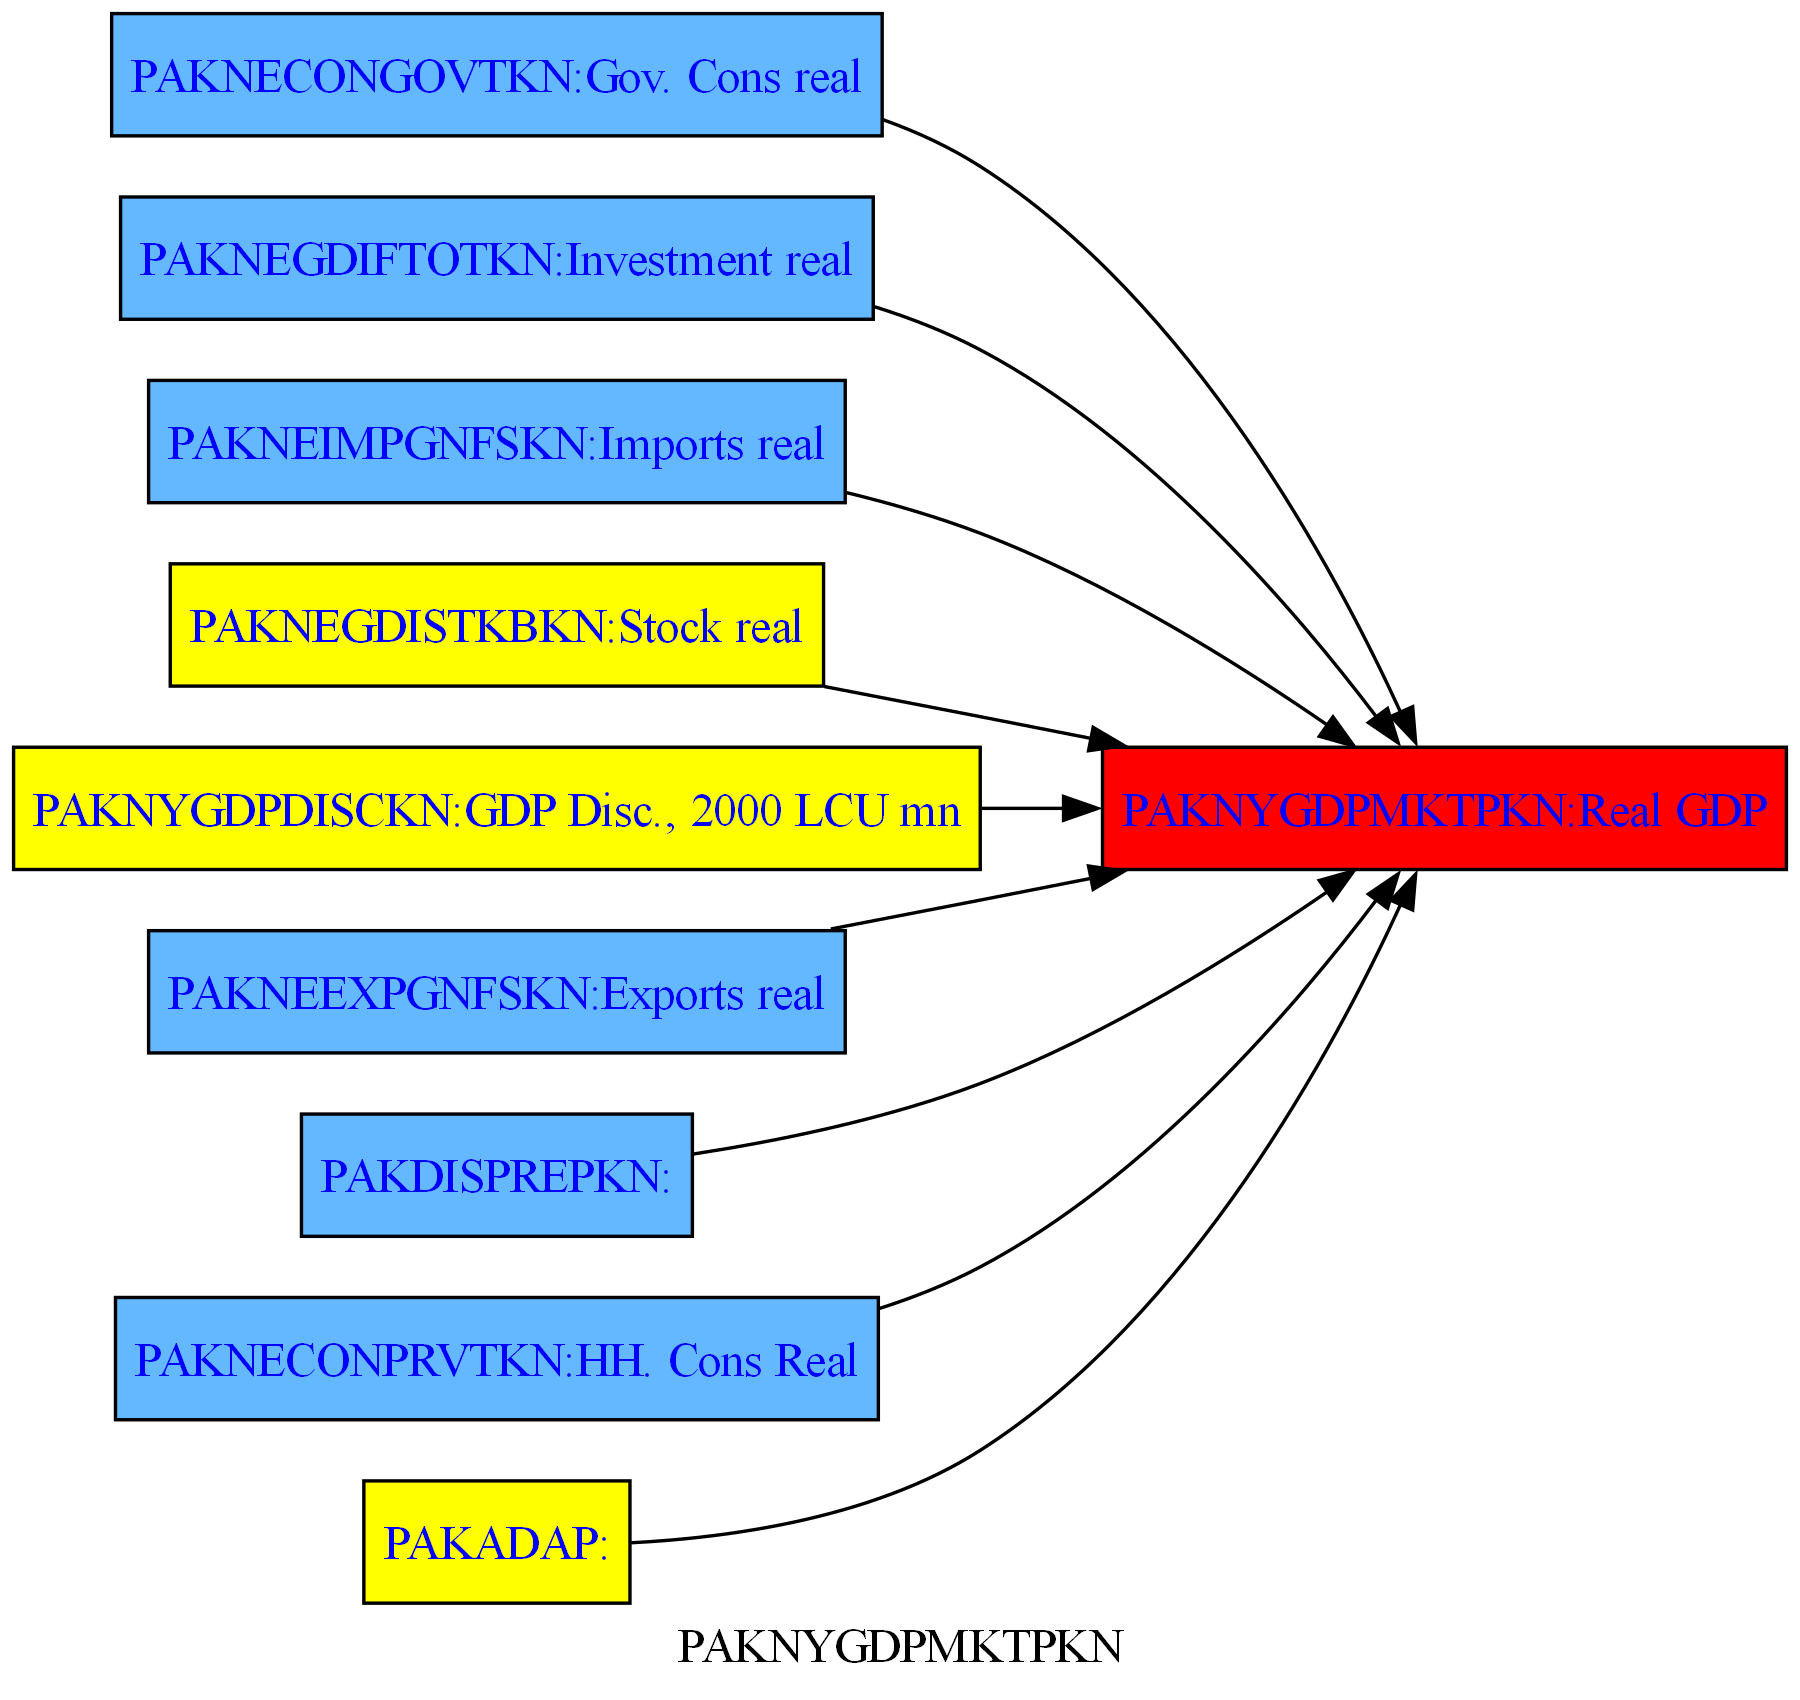 PAKNECONGOVTKN:Gov. Cons real
PAKNEGDIFTOTKN:Investment real
PAKNEIMPGNFSKN:Imports real
PAKNEGDISTKBKN:Stock real
PAKNYGDPDISCKN:GDP Disc., 2000 LCU mn
PAKNYGDPMKTPKN:Real GDP
PAKNEEXPGNFSKN:Exports real
PAKDISPREPKN:
PAKNECONPRVTKN:HH. Cons Real
PAKADAP:
PAKNYGDPMKTPKN